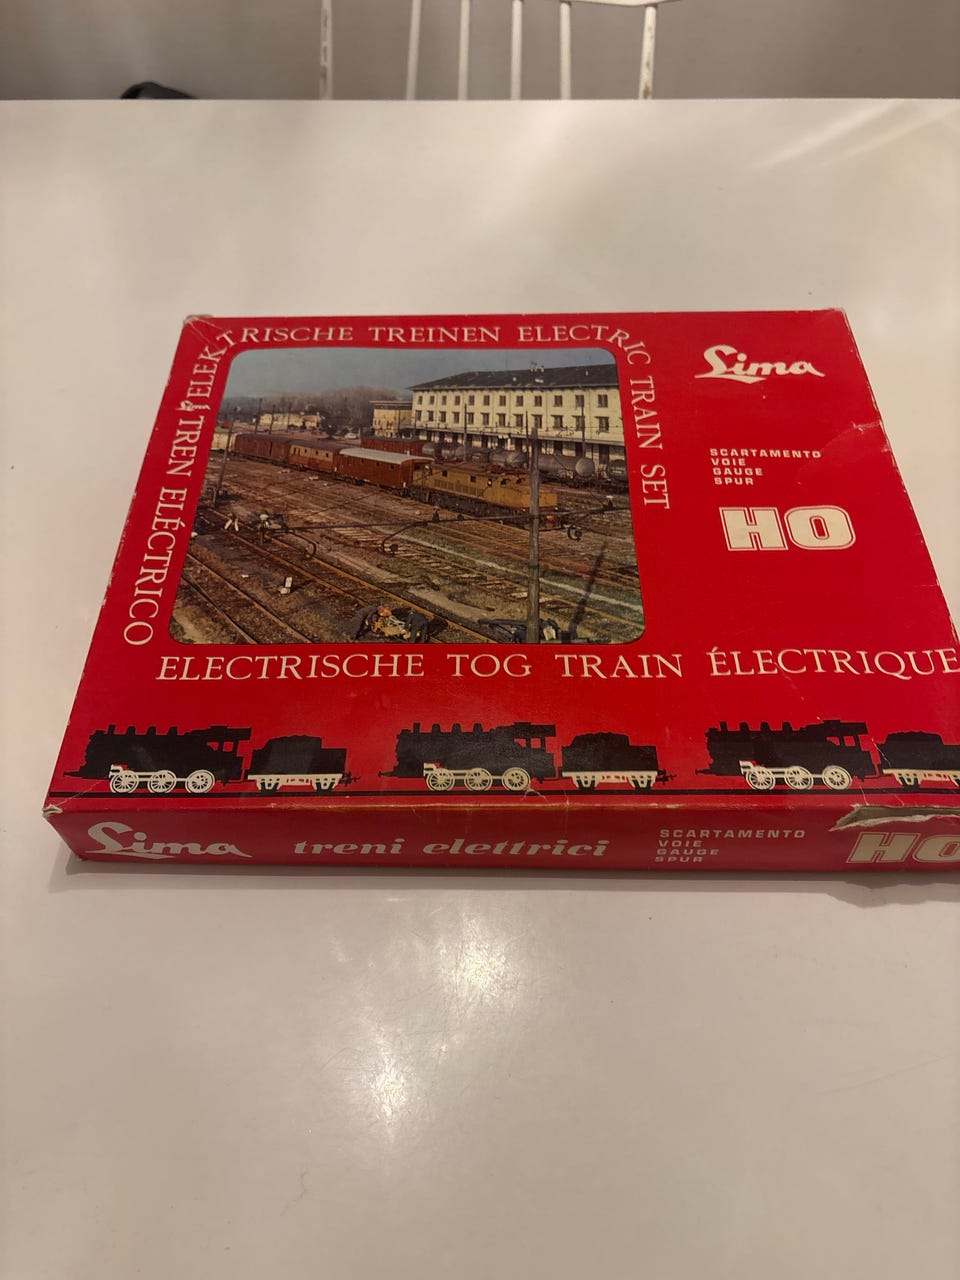 ELEKTRISCHE TREINEN ELECTRIC TRAIN SET
TREN ELÉCTRICO
Lima
SCARTAMENTO
VOIE
GAUGE
SPUR
HO
ELECTRISCHE TOG TRAIN ÉLECTRIQUE
Lima treni elettrici
SCARTAMENTO
VOIE
GAUGE
SPUR
HO